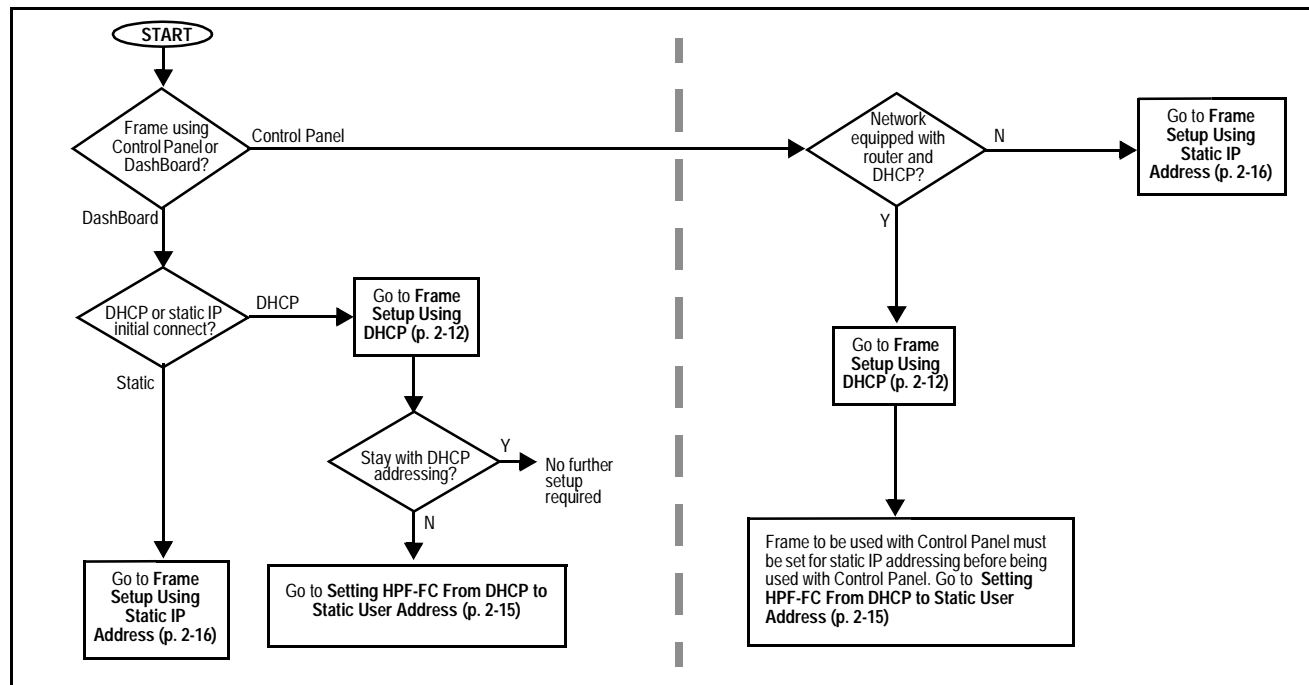 START
Frame using
Control Panel or
DashBoard?
Control Panel
DashBoard
DHCP or static IP
initial connect?
DHCP
Static
Go to Frame
Setup Using
DHCP (p. 2-12)
Stay with DHCP
addressing?
Y
No further
setup
required
N
Go to Frame
Setup Using
Static IP
Address (p. 2-16)
Go to Setting HPF-FC From DHCP to
Static User Address (p. 2-15)
Network
equipped with
router and
DHCP?
N
Go to Frame
Setup Using
Static IP
Address (p. 2-16)
Y
Go to Frame
Setup Using
DHCP (p. 2-12)
Frame to be used with Control Panel must
be set for static IP addressing before being
used with Control Panel. Go to Setting
HPF-FC From DHCP to Static User
Address (p. 2-15)